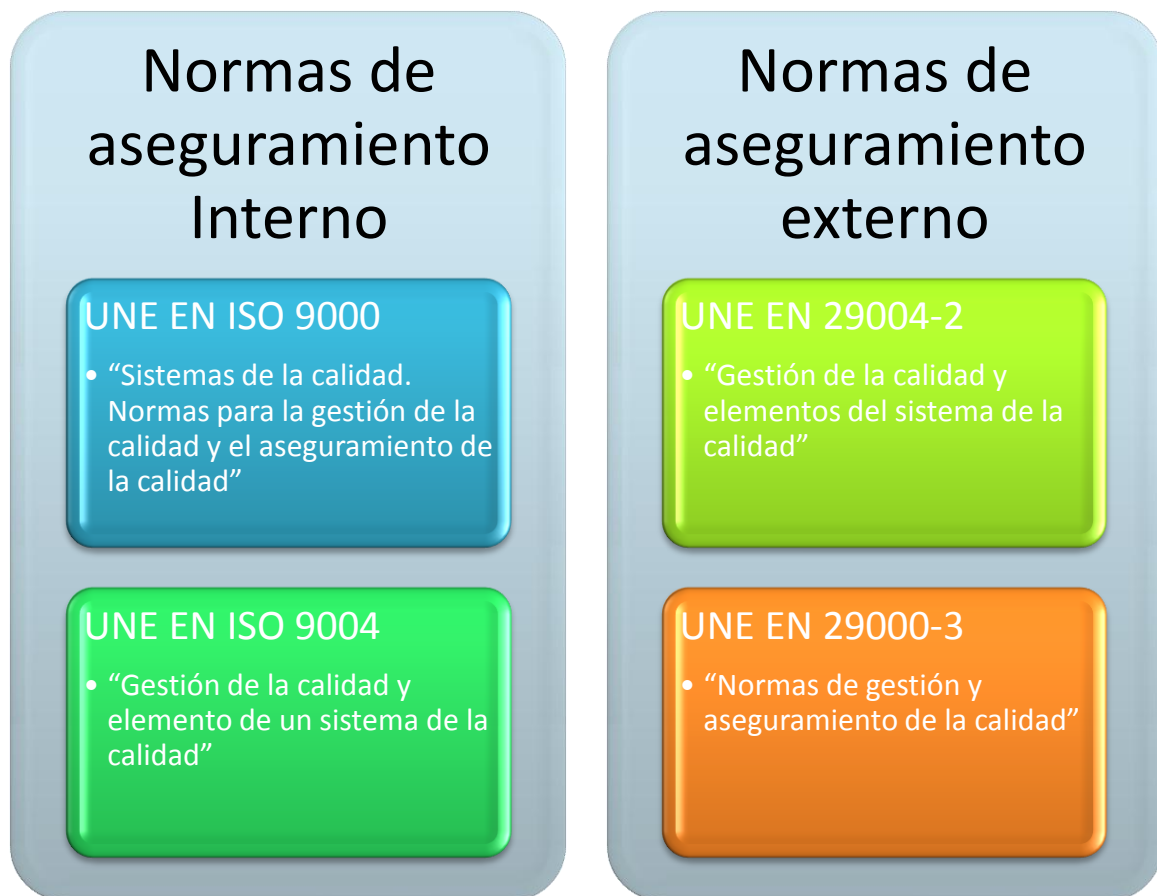 Normas de
aseguramiento
Interno
UNE EN ISO 9000
• “Sistemas de la calidad.
Normas para la gestión de la
calidad y el aseguramiento de
la calidad”
UNE EN ISO 9004
• “Gestión de la calidad y
elemento de un sistema de la
calidad”
Normas de
aseguramiento
externo
UNE EN 29004-2
• “Gestión de la calidad y
elementos del sistema de la
calidad”
UNE EN 29000-3
• “Normas de gestión y
aseguramiento de la calidad”